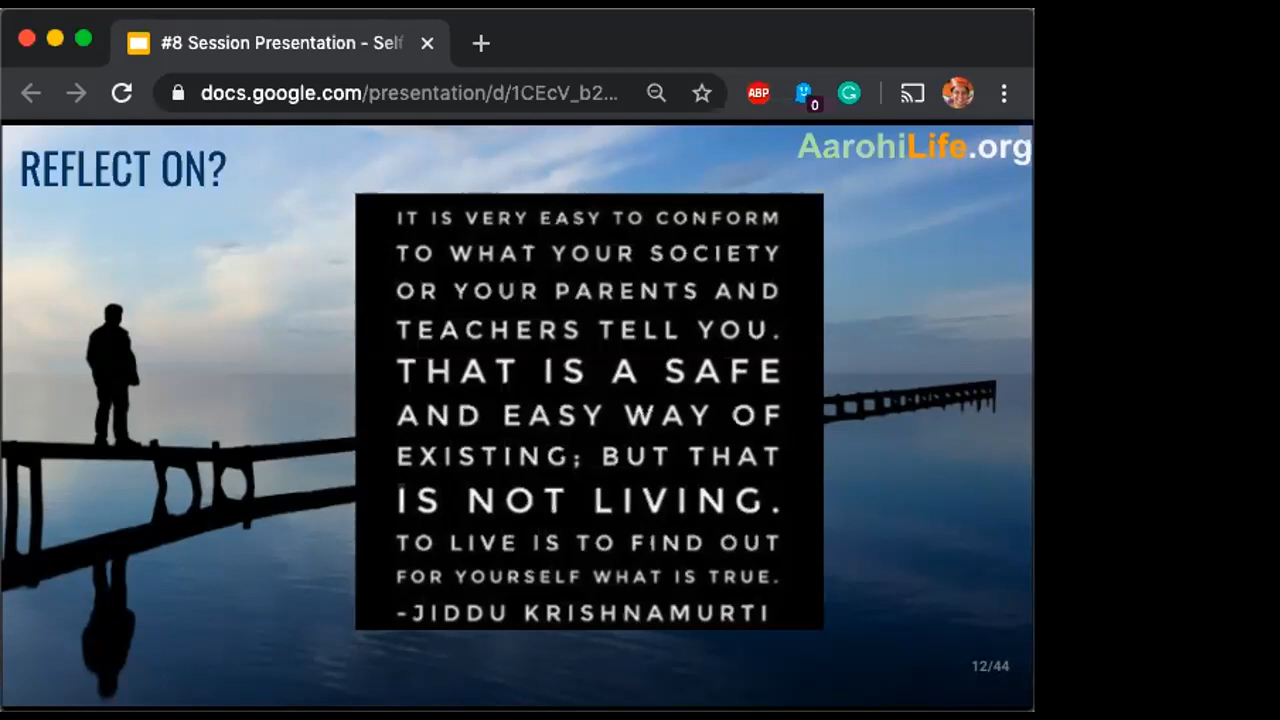 #8 Session Presentation - Self
docs.google.com/presentation/d/1CEcV_b2...
ABP
0
AarohiLife.org
REFLECT ON?
IT IS VERY EASY TO CONFORM
TO WHAT YOUR SOCIETY
OR YOUR PARENTS AND
TEACHERS TELL YOU.
THAT IS A SAFE
AND EASY WAY OF
EXISTING; BUT THAT
IS NOT LIVING.
TO LIVE IS TO FIND OUT
FOR YOURSELF WHAT IS TRUE.
-JIDDU KRISHNAMURTI
12/44